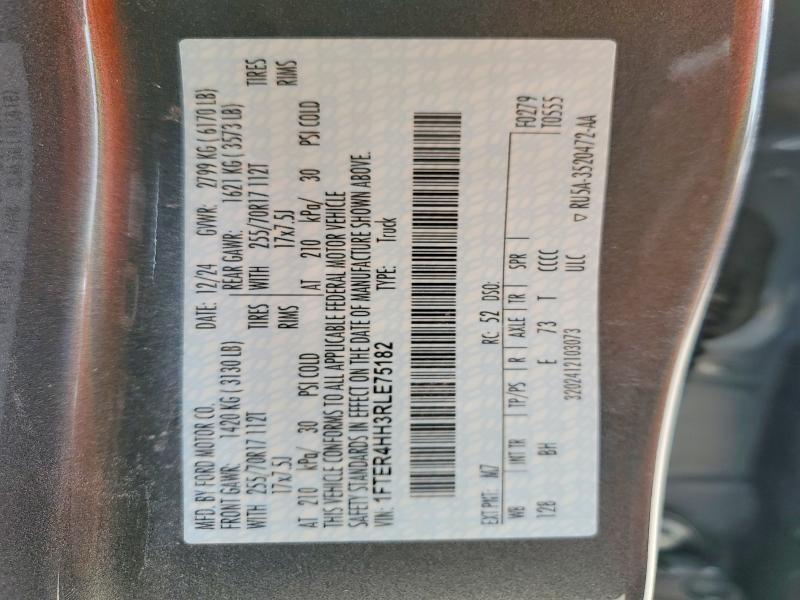 MFD. BY FORD MOTOR CO.
DATE: 12/24 GVWR: 2799 KG ( 6170 LB)
FRONT GAWR: 1420 KG ( 3130 LB) REAR GAWR: 1621 KG ( 3573 LB)
WITH 255/70R17 112T TIRES WITH 255/70R17 112T TIRES
17x7.5J RIMS 17x7.5J RIMS
AT 210 kPa/ 30 PSI COLD AT 210 kPa/ 30 PSI COLD
THIS VEHICLE CONFORMS TO ALL APPLICABLE FEDERAL MOTOR VEHICLE
SAFETY STANDARDS IN EFFECT ON THE DATE OF MANUFACTURE SHOWN ABOVE.
VIN: 1FTER4HH3RLE75182 TYPE: Truck
EXT PNT: M7 RC: 52 DSO:
WB INT TR TP/PS R AXLE TR SPR F0279
128 BH E 73 T CCCC T0555
3202412103073 ULC ▽ RU5A-3520472-AA